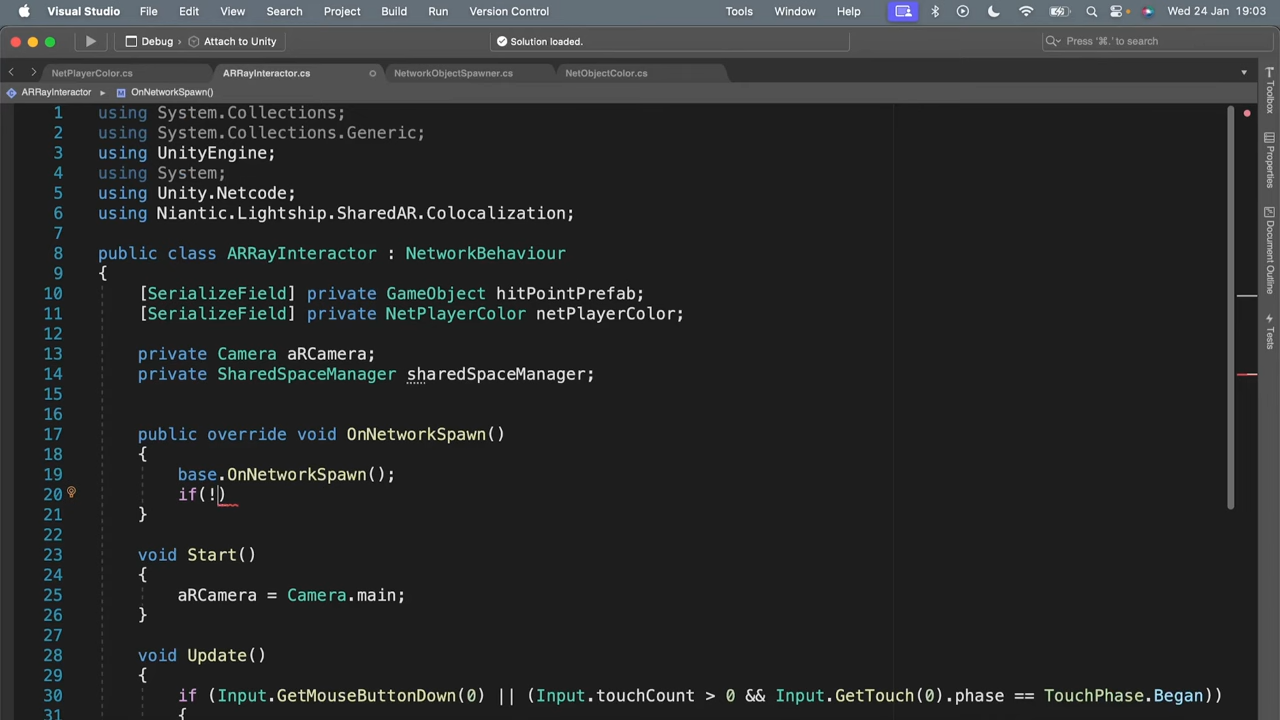 Visual Studio File Edit View Search Project Build Run Version Control Tools Window Help Wed 24 Jan 19:03
Debug Attach to Unity Solution loaded. Press '⌘.' to search
NetPlayerColor.cs ARRayInteractor.cs NetworkObjectSpawner.cs NetObjectColor.cs
ARRayInteractor OnNetworkSpawn()
1 using System.Collections;
2 using System.Collections.Generic;
3 using UnityEngine;
4 using System;
5 using Unity.Netcode;
6 using Niantic.Lightship.SharedAR.Colocalization;
7
8 public class ARRayInteractor : NetworkBehaviour
9 {
10 [SerializeField] private GameObject hitPointPrefab;
11 [SerializeField] private NetPlayerColor netPlayerColor;
12
13 private Camera aRCamera;
14 private SharedSpaceManager sharedSpaceManager;
15
16
17 public override void OnNetworkSpawn()
18 {
19 base.OnNetworkSpawn();
20 if(!)
21 }
22
23 void Start()
24 {
25 aRCamera = Camera.main;
26 }
27
28 void Update()
29 {
30 if (Input.GetMouseButtonDown(0) || (Input.touchCount > 0 && Input.GetTouch(0).phase == TouchPhase.Began))
31 {
Toolbox
Properties
Document Outline
Tests